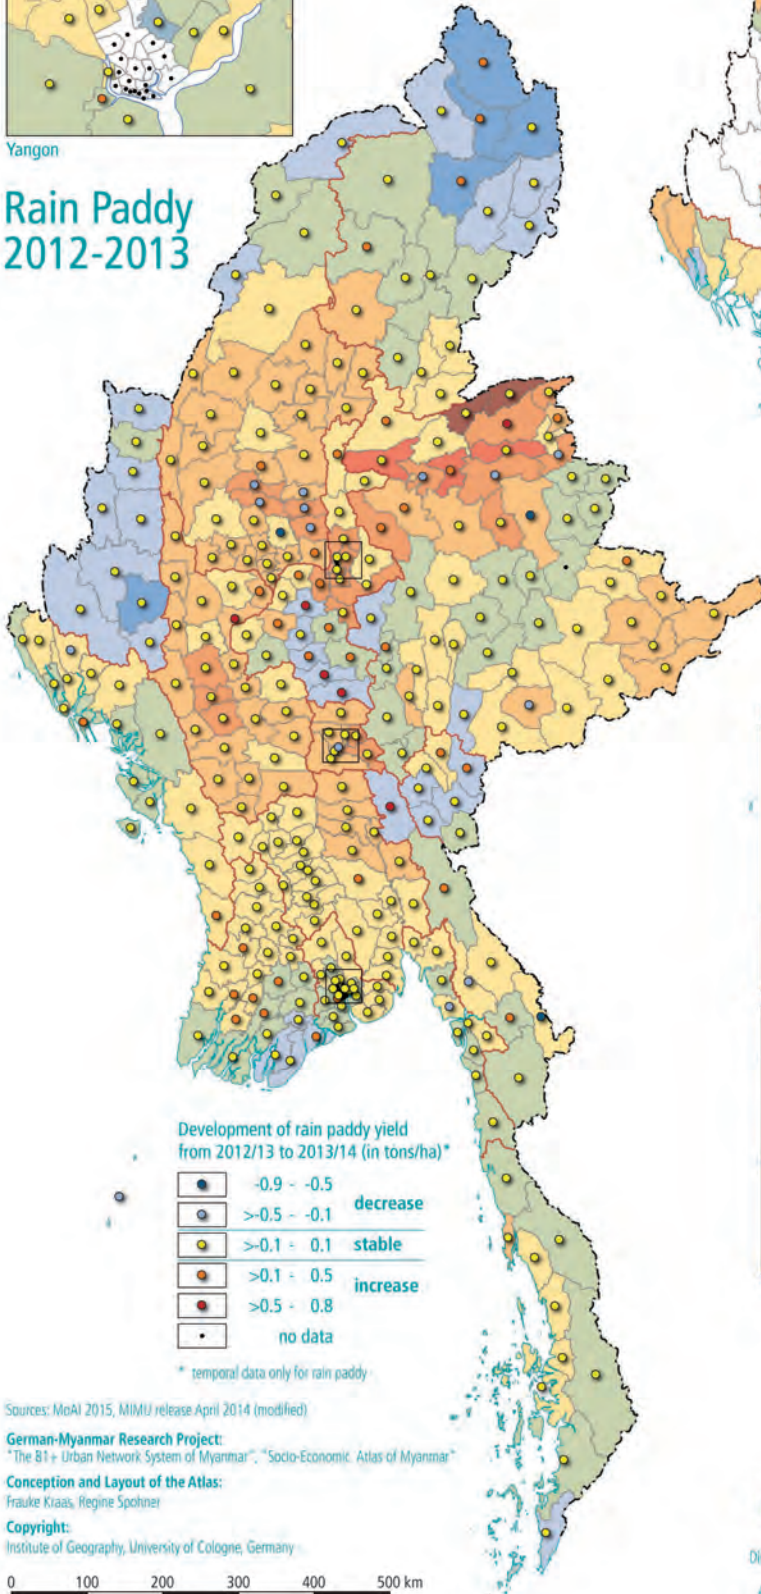 Yangon
Rain Paddy
2012-2013
Development of rain paddy yield
from 2012/13 to 2013/14 (in tons/ha)*
-0.9 - -0.5
decrease
>-0.5 - -0.1
>-0.1 - 0.1 stable
>0.1 - 0.5
increase
>0.5 - 0.8
no data
* temporal data only for rain paddy
Sources: MoAI 2015, MIMU release April 2014 (modified)
German-Myanmar Research Project:
"The 81+ Urban Network System of Myanmar", "Socio-Economic Atlas of Myanmar"
Conception and Layout of the Atlas:
Frauke Kraas, Regine Spohner
Copyright:
Institute of Geography, University of Cologne, Germany
0 100 200 300 400 500 km